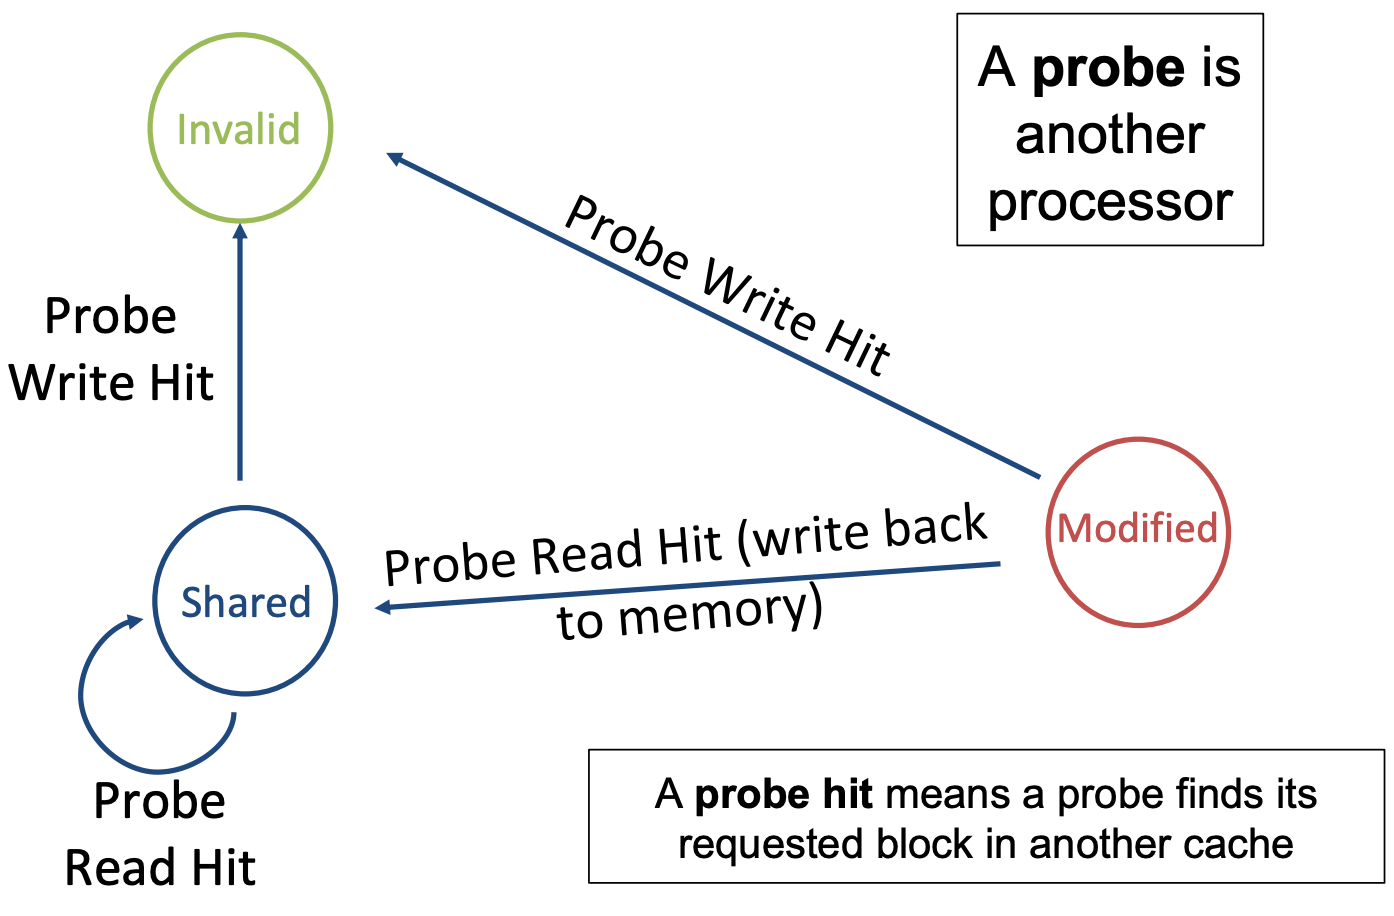 Invalid
A probe is
another
processor
Probe Write Hit
Probe
Write Hit
Modified
Probe Read Hit (write back
to memory)
Shared
Probe
Read Hit
A probe hit means a probe finds its
requested block in another cache